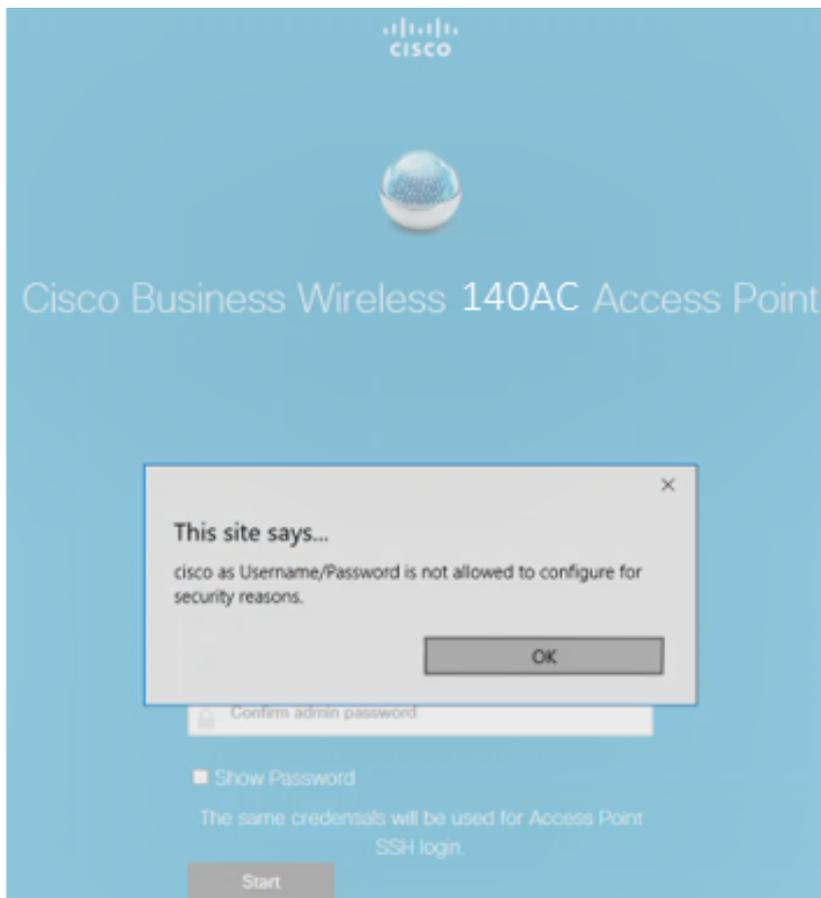 CISCO
Cisco Business Wireless 140AC Access Point
This site says...
cisco as Username/Password is not allowed to configure for
security reasons.
OK
Confirm admin password
Show Password
The same credentials will be used for Access Point
SSH login.
Start